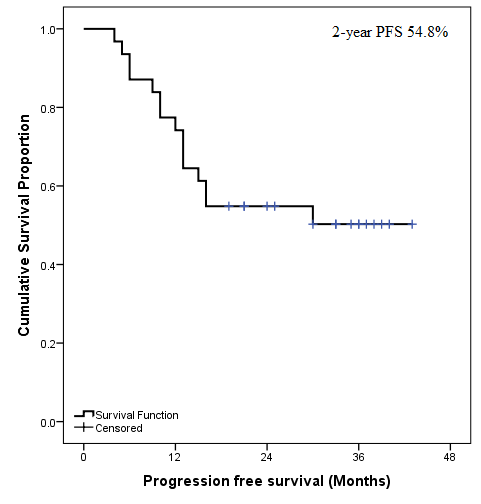 2-year PFS 54.8%
Cumulative Survival Proportion
1.0
0.8
0.6
0.4
0.2
0.0
Survival Function
Censored
0
12
24
36
48
Progression free survival (Months)